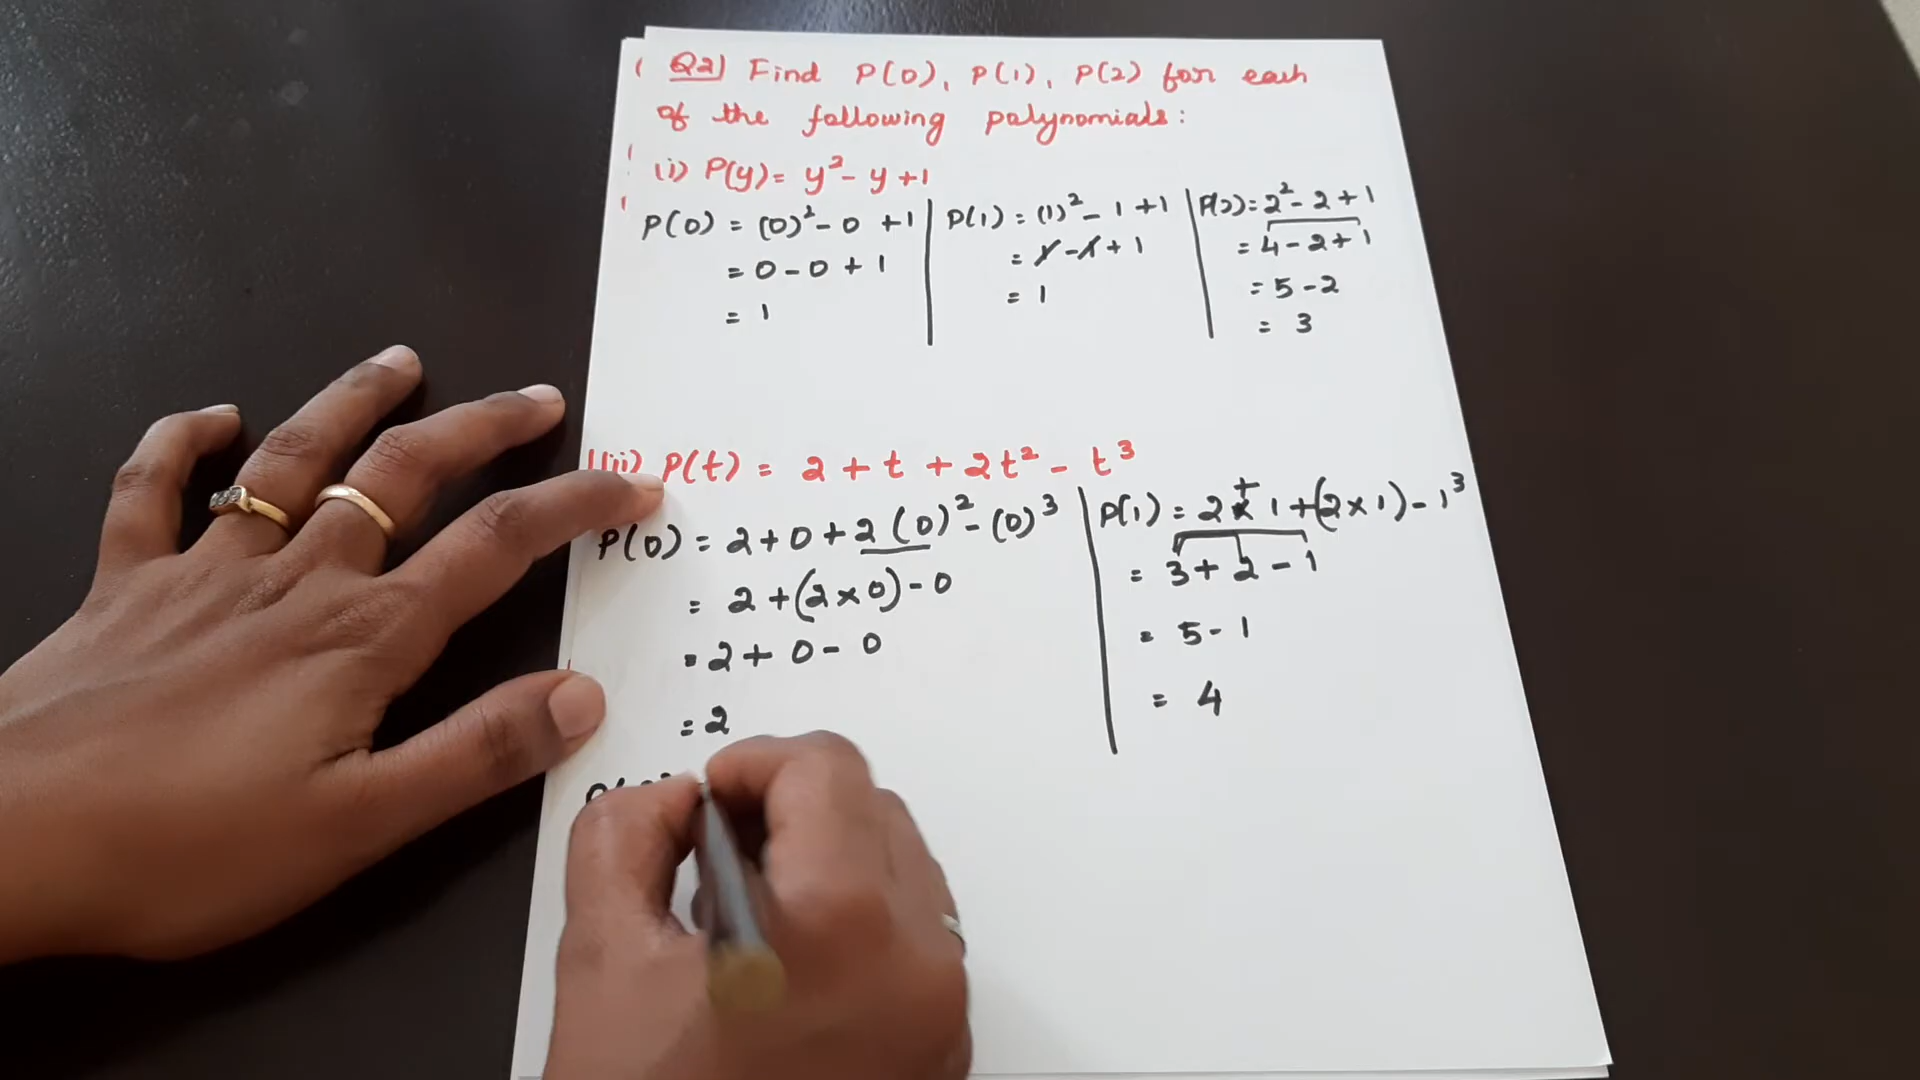 Q2) Find P(0), P(1), P(2) for each
of the following polynomials:
(i) P(y) = y² - y + 1
P(0) = (0)² - 0 + 1
= 0 - 0 + 1
= 1
P(1) = (1)² - 1 + 1
= 1 - 1 + 1
= 1
P(2) = 2² - 2 + 1
= 4 - 2 + 1
= 5 - 2
= 3
(ii) P(t) = 2 + t + 2t² - t³
P(0) = 2 + 0 + 2 (0)² - (0)³
= 2 + (2 × 0) - 0
= 2 + 0 - 0
= 2
P(1) = 2 + 1 + (2 × 1) - 1³
= 3 + 2 - 1
= 5 - 1
= 4